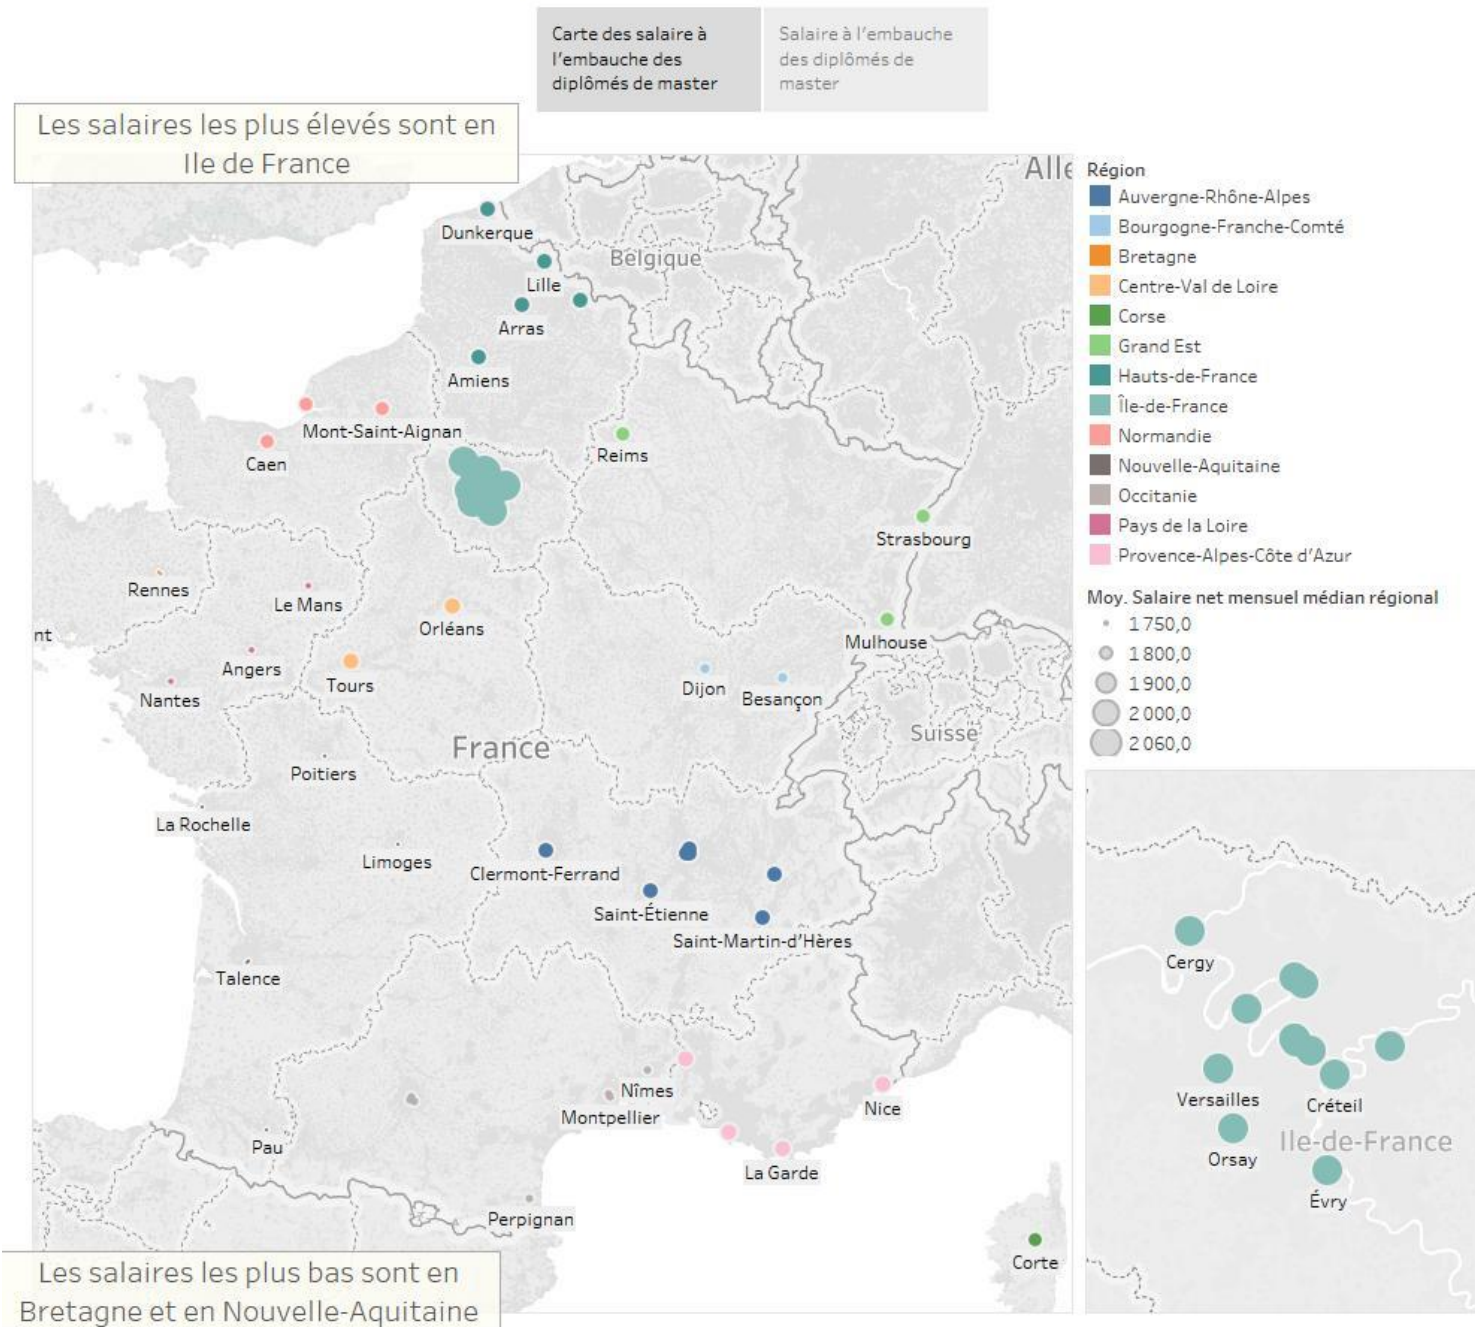 Carte des salaire à
l'embauche des
diplômés de master
Salaire à l'embauche
des diplômés de
master
Les salaires les plus élevés sont en
Ile de France
Alle
Dunkerque
Belgique
Lille
Arras
Amiens
Mont-Saint-Aignan
Caen
Reims
Strasbourg
Rennes
Le Mans
Orléans
nt
Mulhouse
Angers
Tours
Nantes
Dijon
Besançon
Suisse
France
Poitiers
La Rochelle
Limoges
Clermont-Ferrand
Saint-Étienne
Saint-Martin-d'Hères
Talence
Nîmes
Montpellier
Nice
Pau
La Garde
Perpignan
Corte
Les salaires les plus bas sont en
Bretagne et en Nouvelle-Aquitaine
Région
Auvergne-Rhône-Alpes
Bourgogne-Franche-Comté
Bretagne
Centre-Val de Loire
Corse
Grand Est
Hauts-de-France
Île-de-France
Normandie
Nouvelle-Aquitaine
Occitanie
Pays de la Loire
Provence-Alpes-Côte d'Azur
Moy. Salaire net mensuel médian régional
1 750,0
1 800,0
1 900,0
2 000,0
2 060,0
Cergy
Versailles
Créteil
Ile-de-France
Orsay
Évry